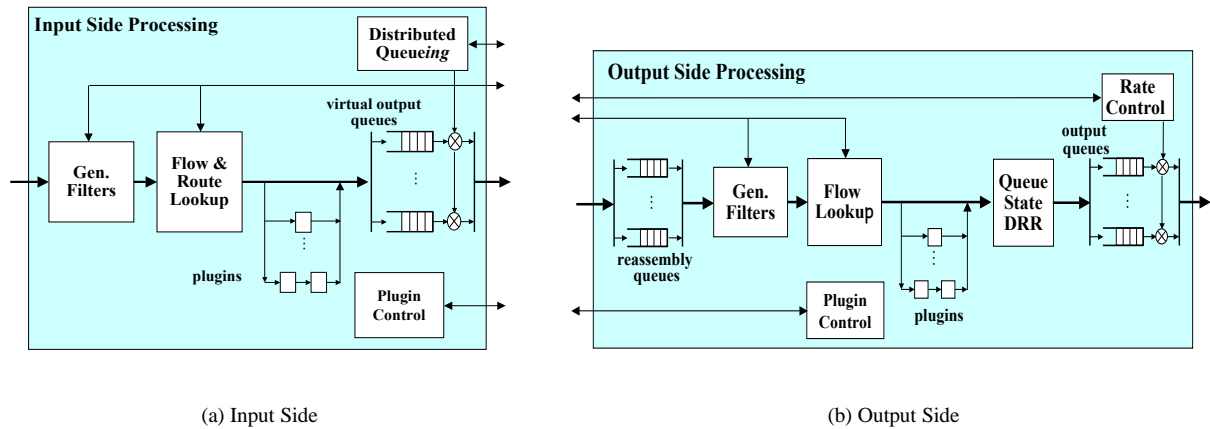 Input Side Processing
Distributed
Queueing
virtual output
queues
Gen.
Filters
Flow &
Route
Lookup
...
...
plugins
Plugin
Control
(a) Input Side
Output Side Processing
Rate
Control
output
queues
...
reassembly
queues
Gen.
Filters
Flow
Lookup
...
plugins
Queue
State
DRR
...
Plugin
Control
(b) Output Side